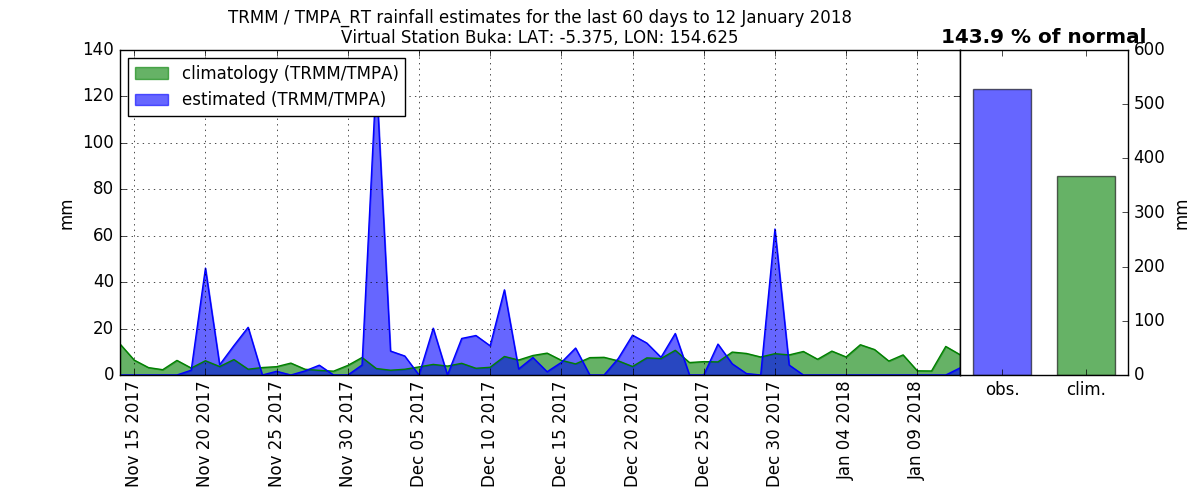 TRMM / TMPA_RT rainfall estimates for the last 60 days to 12 January 2018
Virtual Station Buka: LAT: -5.375, LON: 154.625
143.9 % of normal
climatology (TRMM/TMPA)
estimated (TRMM/TMPA)
mm
140
120
100
80
60
40
20
0
Nov 15 2017
Nov 20 2017
Nov 25 2017
Nov 30 2017
Dec 05 2017
Dec 10 2017
Dec 15 2017
Dec 20 2017
Dec 25 2017
Dec 30 2017
Jan 04 2018
Jan 09 2018
obs.
clim.
600
500
400
300
200
100
0
mm